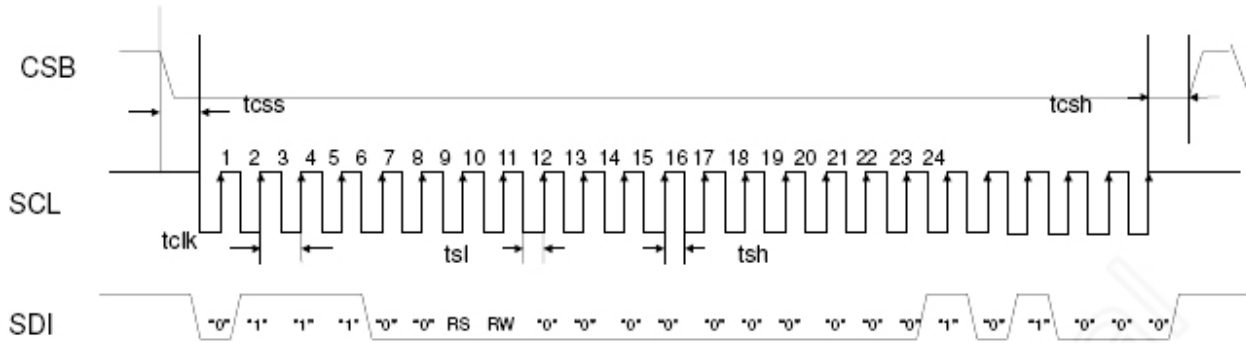 CSB
tcss
tcsh
1 2 3 4 5 6 7 8 9 10 11 12 13 14 15 16 17 18 19 20 21 22 23 24
SCL
tclk
tsl
tsh
SDI
"0" "1" "1" "1" "0" "0" RS RW "0" "0" "0" "0" "0" "0" "0" "0" "0" "0" "1" "0" "1" "0" "0" "0"